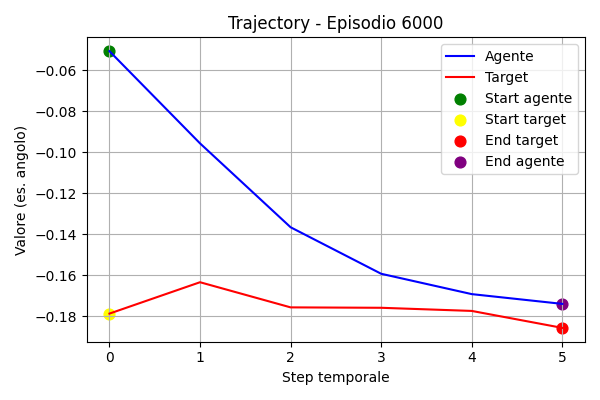 Trajectory - Episodio 6000
Valore (es. angolo)
−0.06
−0.08
−0.10
−0.12
−0.14
−0.16
−0.18
Agente
Target
Start agente
Start target
End target
End agente
0 1 2 3 4 5
Step temporale